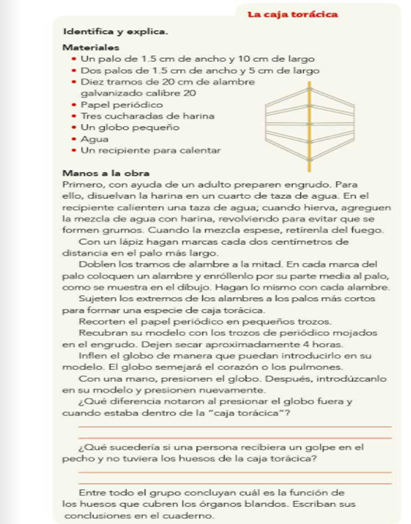 La caja torácica
Identifica y explica.
Materiales
• Un palo de 1.5 cm de ancho y 10 cm de largo
• Dos palos de 1.5 cm de ancho y 5 cm de largo
• Diez tramos de 20 cm de alambre
galvanizado calibre 20
• Papel periódico
• Tres cucharadas de harina
• Un globo pequeño
• Agua
• Un recipiente para calentar
Manos a la obra
Primero, con ayuda de un adulto preparen engrudo. Para
ello, disuelvan la harina en un cuarto de taza de agua. En el
recipiente calienten una taza de agua; cuando hierva, agreguen
la mezcla de agua con harina, revolviendo para evitar que se
formen grumos. Cuando la mezcla espese, retírenla del fuego.
Con un lápiz hagan marcas cada dos centímetros de
distancia en el palo más largo.
Doblen los tramos de alambre a la mitad. En cada marca del
palo coloquen un alambre y enróllenlo por su parte media al palo,
como se muestra en el dibujo. Hagan lo mismo con cada alambre.
Sujeten los extremos de los alambres a los palos más cortos
para formar una especie de caja torácica.
Recorten el papel periódico en pequeños trozos.
Recubran su modelo con los trozos de periódico mojados
en el engrudo. Dejen secar aproximadamente 4 horas.
Inflen el globo de manera que puedan introducirlo en su
modelo. El globo semejará el corazón o los pulmones.
Con una mano, presionen el globo. Después, introdúzcanlo
en su modelo y presionen nuevamente.
¿Qué diferencia notaron al presionar el globo fuera y
cuando estaba dentro de la "caja torácica"?
¿Qué sucedería si una persona recibiera un golpe en el
pecho y no tuviera los huesos de la caja torácica?
Entre todo el grupo concluyan cuál es la función de
los huesos que cubren los órganos blandos. Escriban sus
conclusiones en el cuaderno.